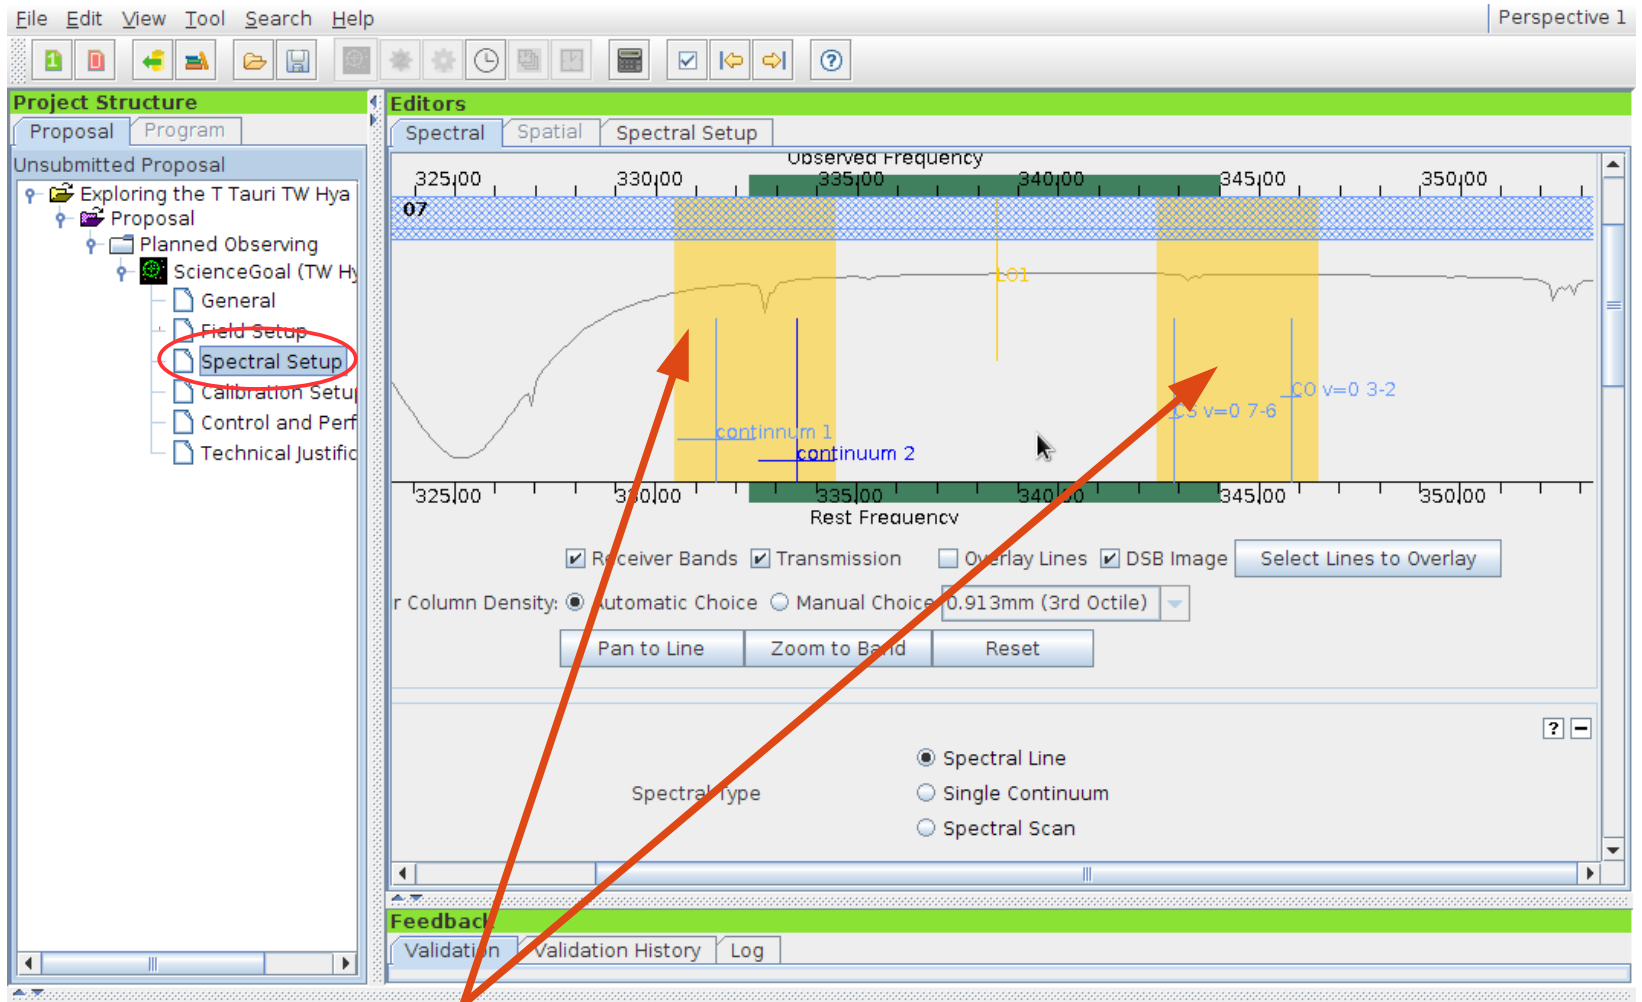 File Edit View Tool Search Help
Perspective 1
1
?
Project Structure
Editors
Proposal Program
Spectral Spatial Spectral Setup
Unsubmitted Proposal
Exploring the T Tauri TW Hya
Proposal
Planned Observing
ScienceGoal (TW Hy
General
Field Setup
Spectral Setup
Calibration Setup
Control and Perf
Technical Justific
Observed Frequency
325.00 330.00 335.00 340.00 345.00 350.00
07
LO1
CO v=0 3-2
CS v=0 7-6
continnum 1
continuum 2
325.00 330.00 335.00 340.00 345.00 350.00
Rest Frequency
Receiver Bands Transmission Overlay Lines DSB Image Select Lines to Overlay
r Column Density: Automatic Choice Manual Choice 0.913mm (3rd Octile)
Pan to Line Zoom to Band Reset
?
Spectral Type
Spectral Line
Single Continuum
Spectral Scan
Feedback
Validation Validation History Log